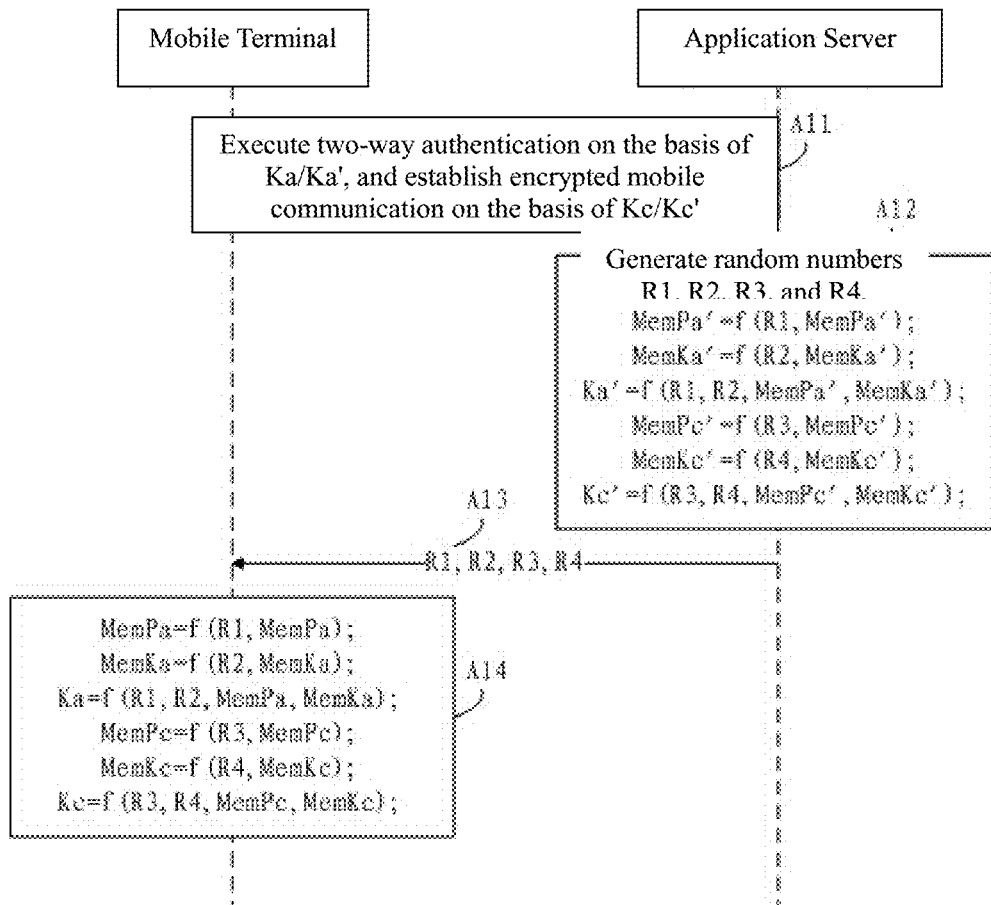 Mobile Terminal
Application Server
A11
Execute two-way authentication on the basis of
Ka/Ka', and establish encrypted mobile
communication on the basis of Kc/Kc'
A12
Generate random numbers
R1, R2, R3, and R4.
MemPa'=f(R1,MemPa');
MemKa'=f(R2,MemKa');
Ka'=f(R1,R2,MemPa',MemKa');
MemPc'=f(R3,MemPc');
MemKc'=f(R4,MemKc');
Kc'=f(R3,R4,MemPc',MemKc');
A13
R1,R2,R3,R4
MemPa=f(R1,MemPa);
MemKa=f(R2,MemKa);
Ka=f(R1,R2,MemPa,MemKa);
MemPc=f(R3,MemPc);
MemKc=f(R4,MemKc);
Kc=f(R3,R4,MemPc,MemKc);
A14